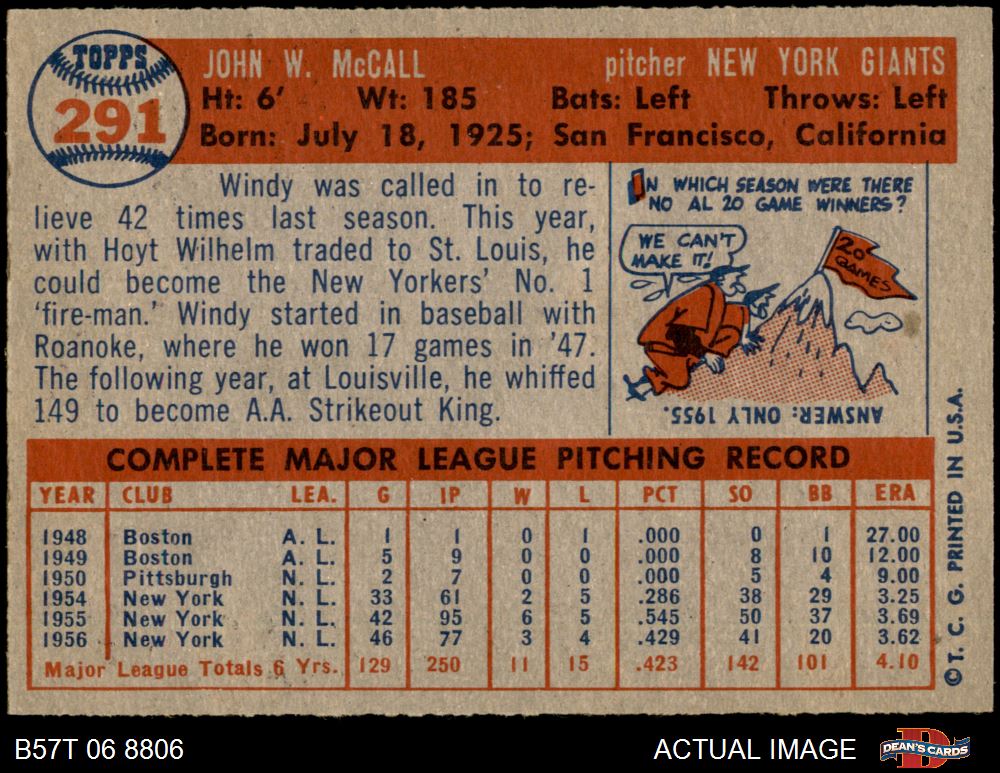 TOPPS
291
JOHN W. McCALL pitcher NEW YORK GIANTS
Ht: 6' Wt: 185 Bats: Left Throws: Left
Born: July 18, 1925; San Francisco, California
Windy was called in to re-
lieve 42 times last season. This year,
with Hoyt Wilhelm traded to St. Louis, he
could become the New Yorkers' No. 1
'fire-man.' Windy started in baseball with
Roanoke, where he won 17 games in '47.
The following year, at Louisville, he whiffed
149 to become A.A. Strikeout King.
IN WHICH SEASON WERE THERE
NO AL 20 GAME WINNERS?
WE CAN'T
MAKE IT!
20
GAMES
ANSWER: ONLY 1955.
COMPLETE MAJOR LEAGUE PITCHING RECORD
YEAR CLUB LEA. G IP W L PCT SO BB ERA
1948 Boston A. L. 1 1 0 1 .000 0 1 27.00
1949 Boston A. L. 5 9 0 0 .000 8 10 12.00
1950 Pittsburgh N. L. 2 7 0 0 .000 5 4 9.00
1954 New York N. L. 33 61 2 5 .286 38 29 3.25
1955 New York N. L. 42 95 6 5 .545 50 37 3.69
1956 New York N. L. 46 77 3 4 .429 41 20 3.62
Major League Totals 6 Yrs. 129 250 11 15 .423 142 101 4.10
© T. C. G. PRINTED IN U.S.A.
B57T 06 8806 ACTUAL IMAGE
DEAN'S CARDS